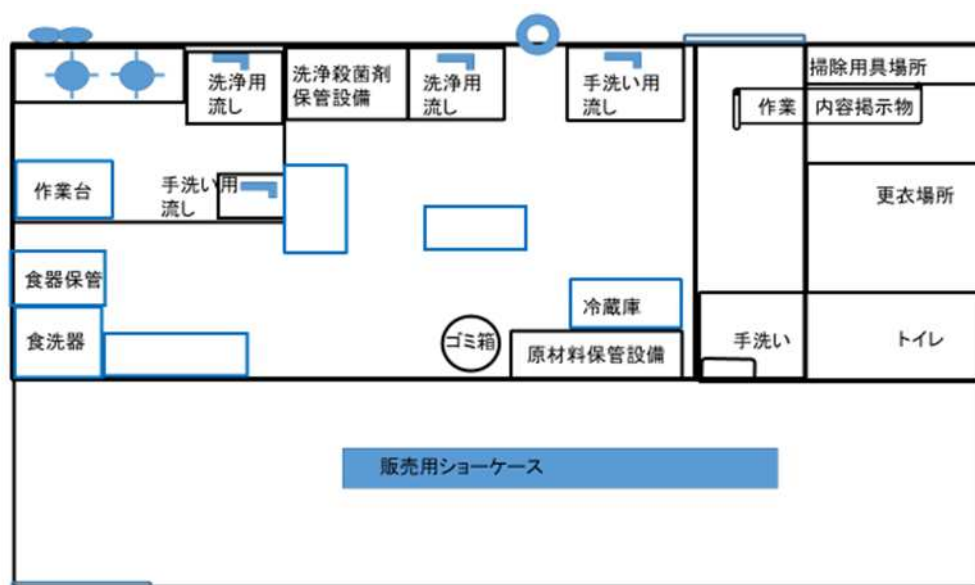 洗浄用
流し
洗浄殺菌剤
保管設備
洗浄用
流し
手洗い用
流し
掃除用具場所
作業 内容掲示物
作業台
手洗い用
流し
更衣場所
食器保管
冷蔵庫
食洗器
ゴミ箱
原材料保管設備
手洗い
トイレ
販売用ショーケース